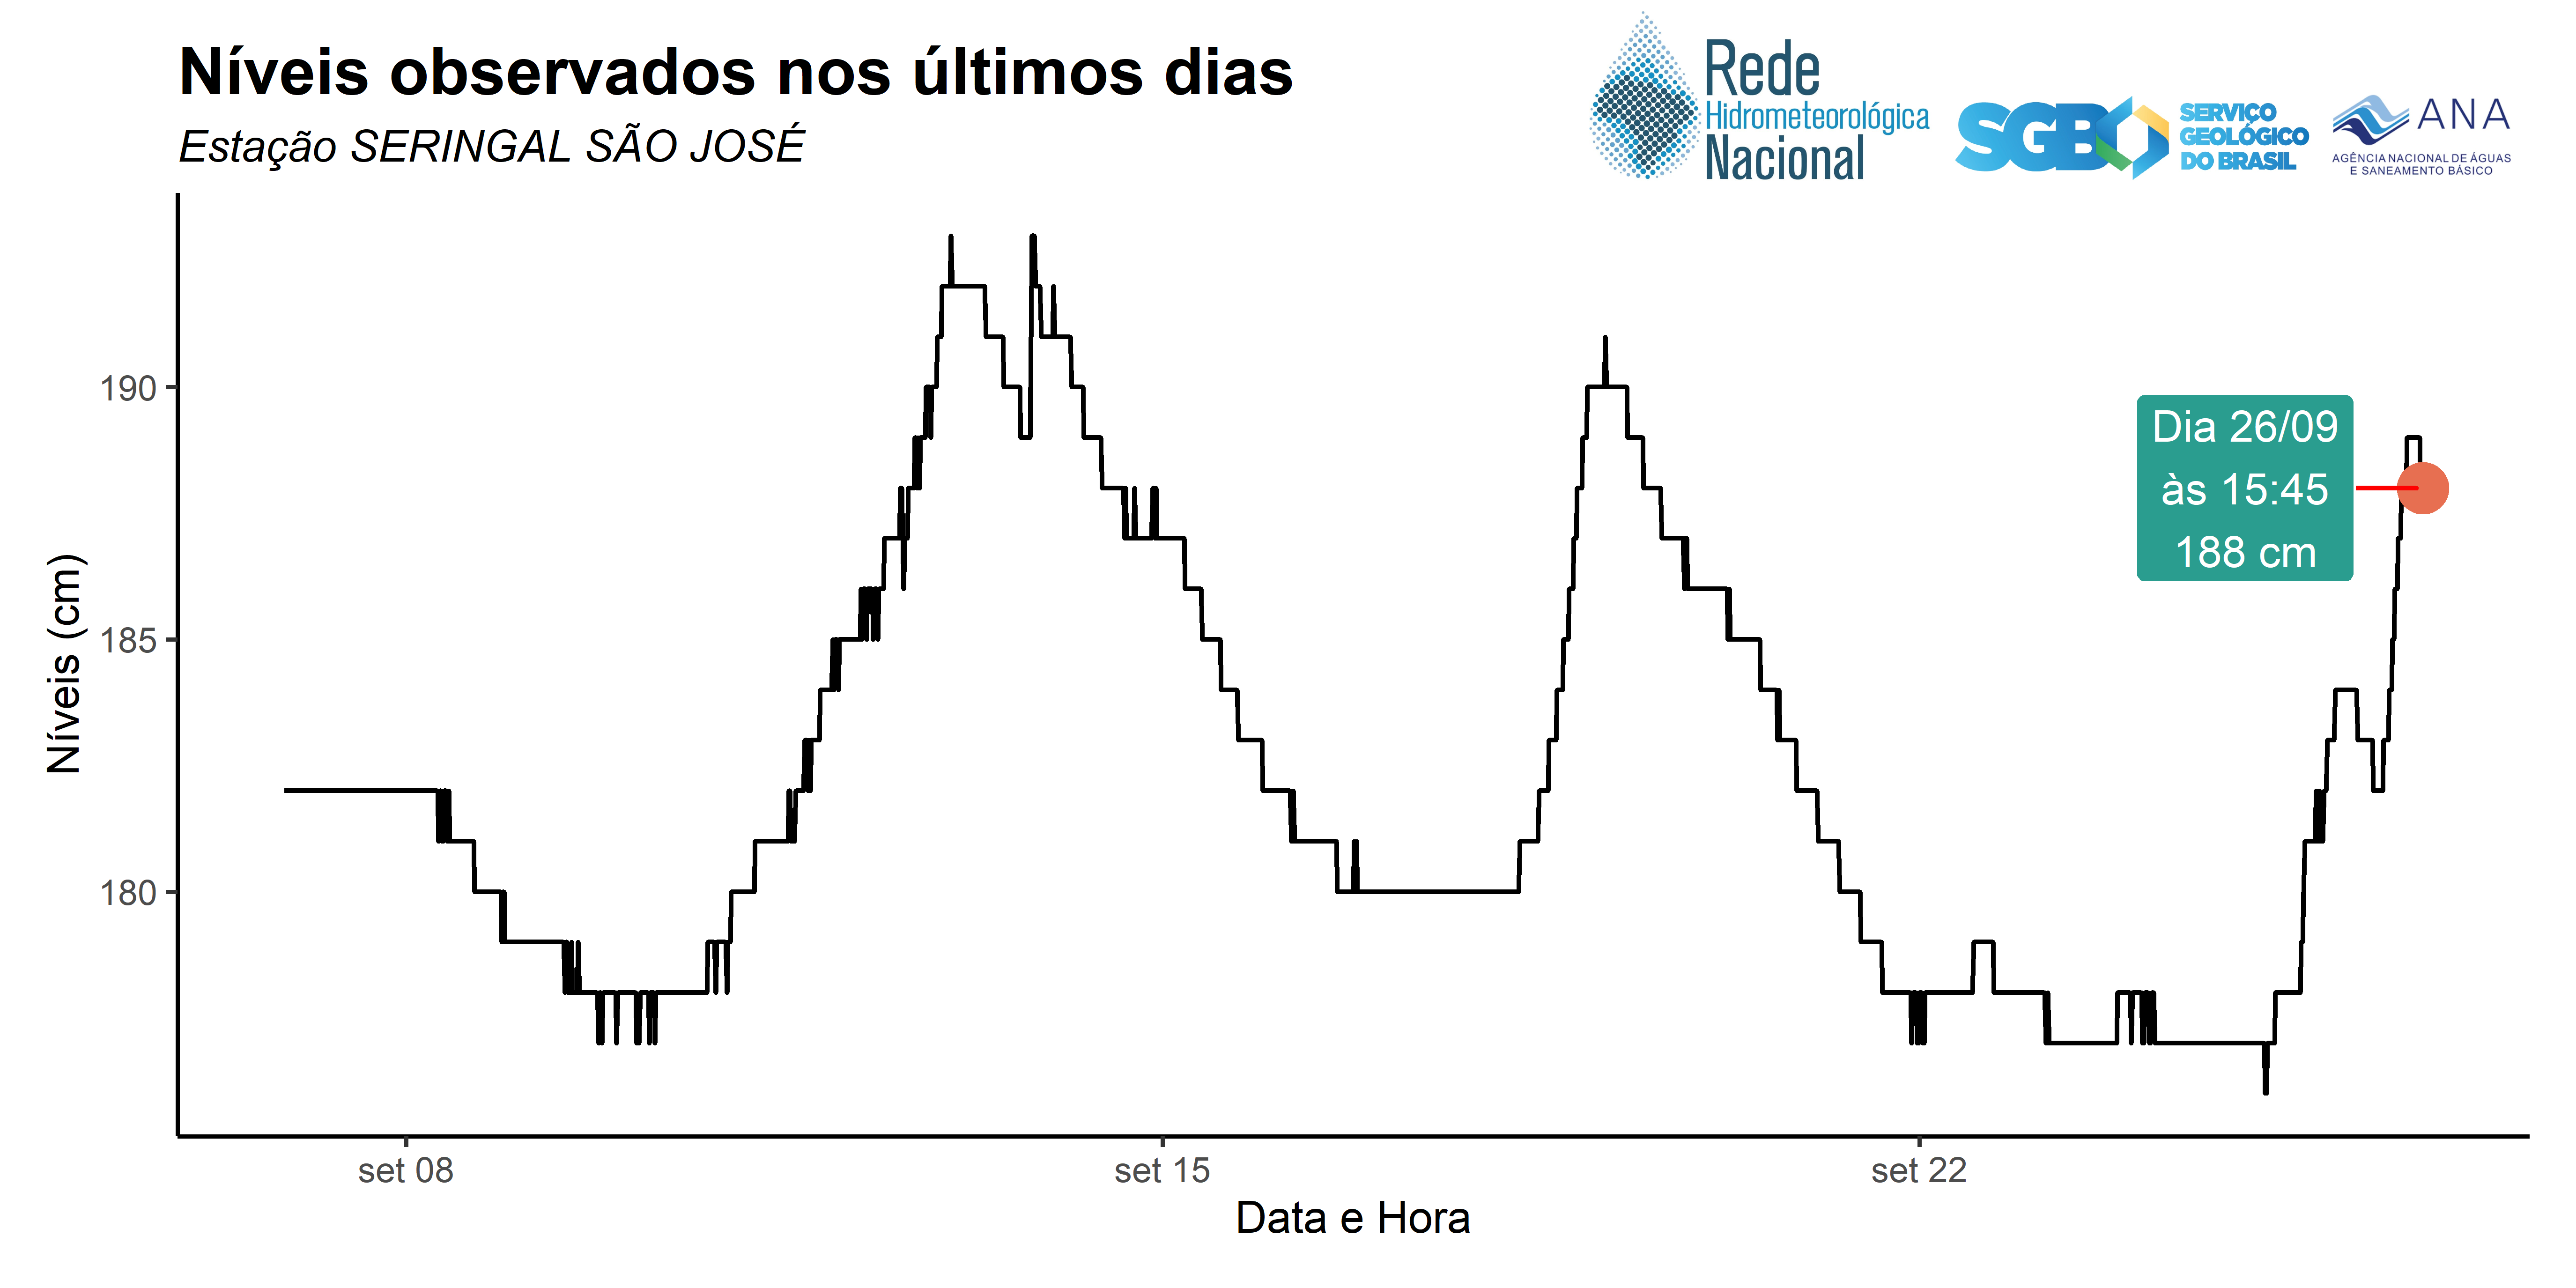 Níveis observados nos últimos dias
Estação SERINGAL SÃO JOSÉ
Rede
Hidrometeorológica
Nacional
SGB
SERVIÇO
GEOLÓGICO
DO BRASIL
ANA
AGÊNCIA NACIONAL DE ÁGUAS
E SANEAMENTO BÁSICO
Níveis (cm)
190
185
180
Dia 26/09
às 15:45
188 cm
set 08
set 15
set 22
Data e Hora